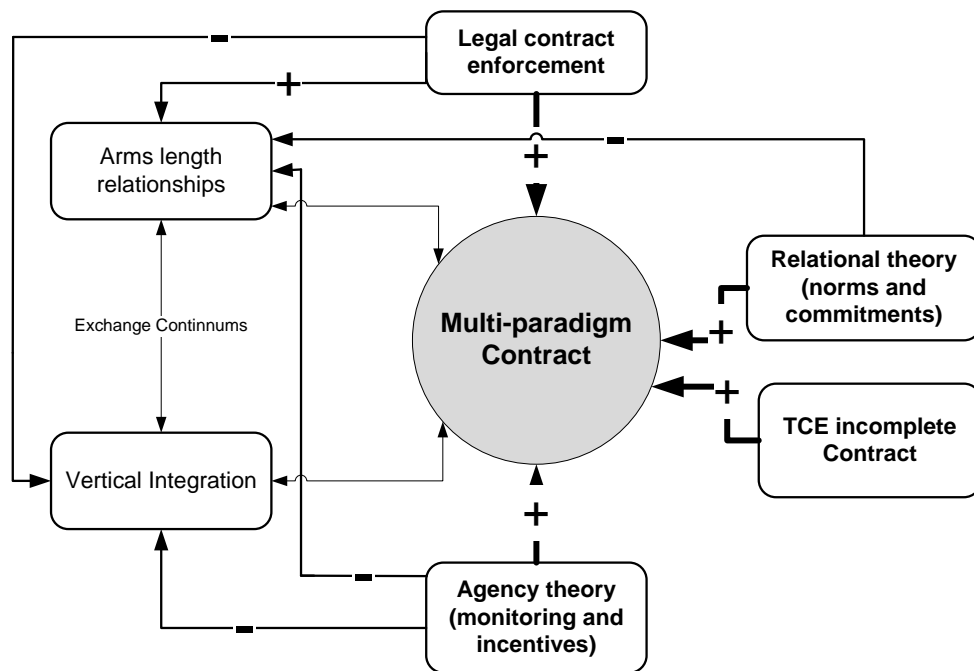 Legal contract
enforcement
-
+
+
-
Arms length
relationships
Relational theory
(norms and
commitments)
+
Exchange Continnums
Multi-paradigm
Contract
+
TCE incomplete
Contract
Vertical Integration
+
-
-
Agency theory
(monitoring and
incentives)